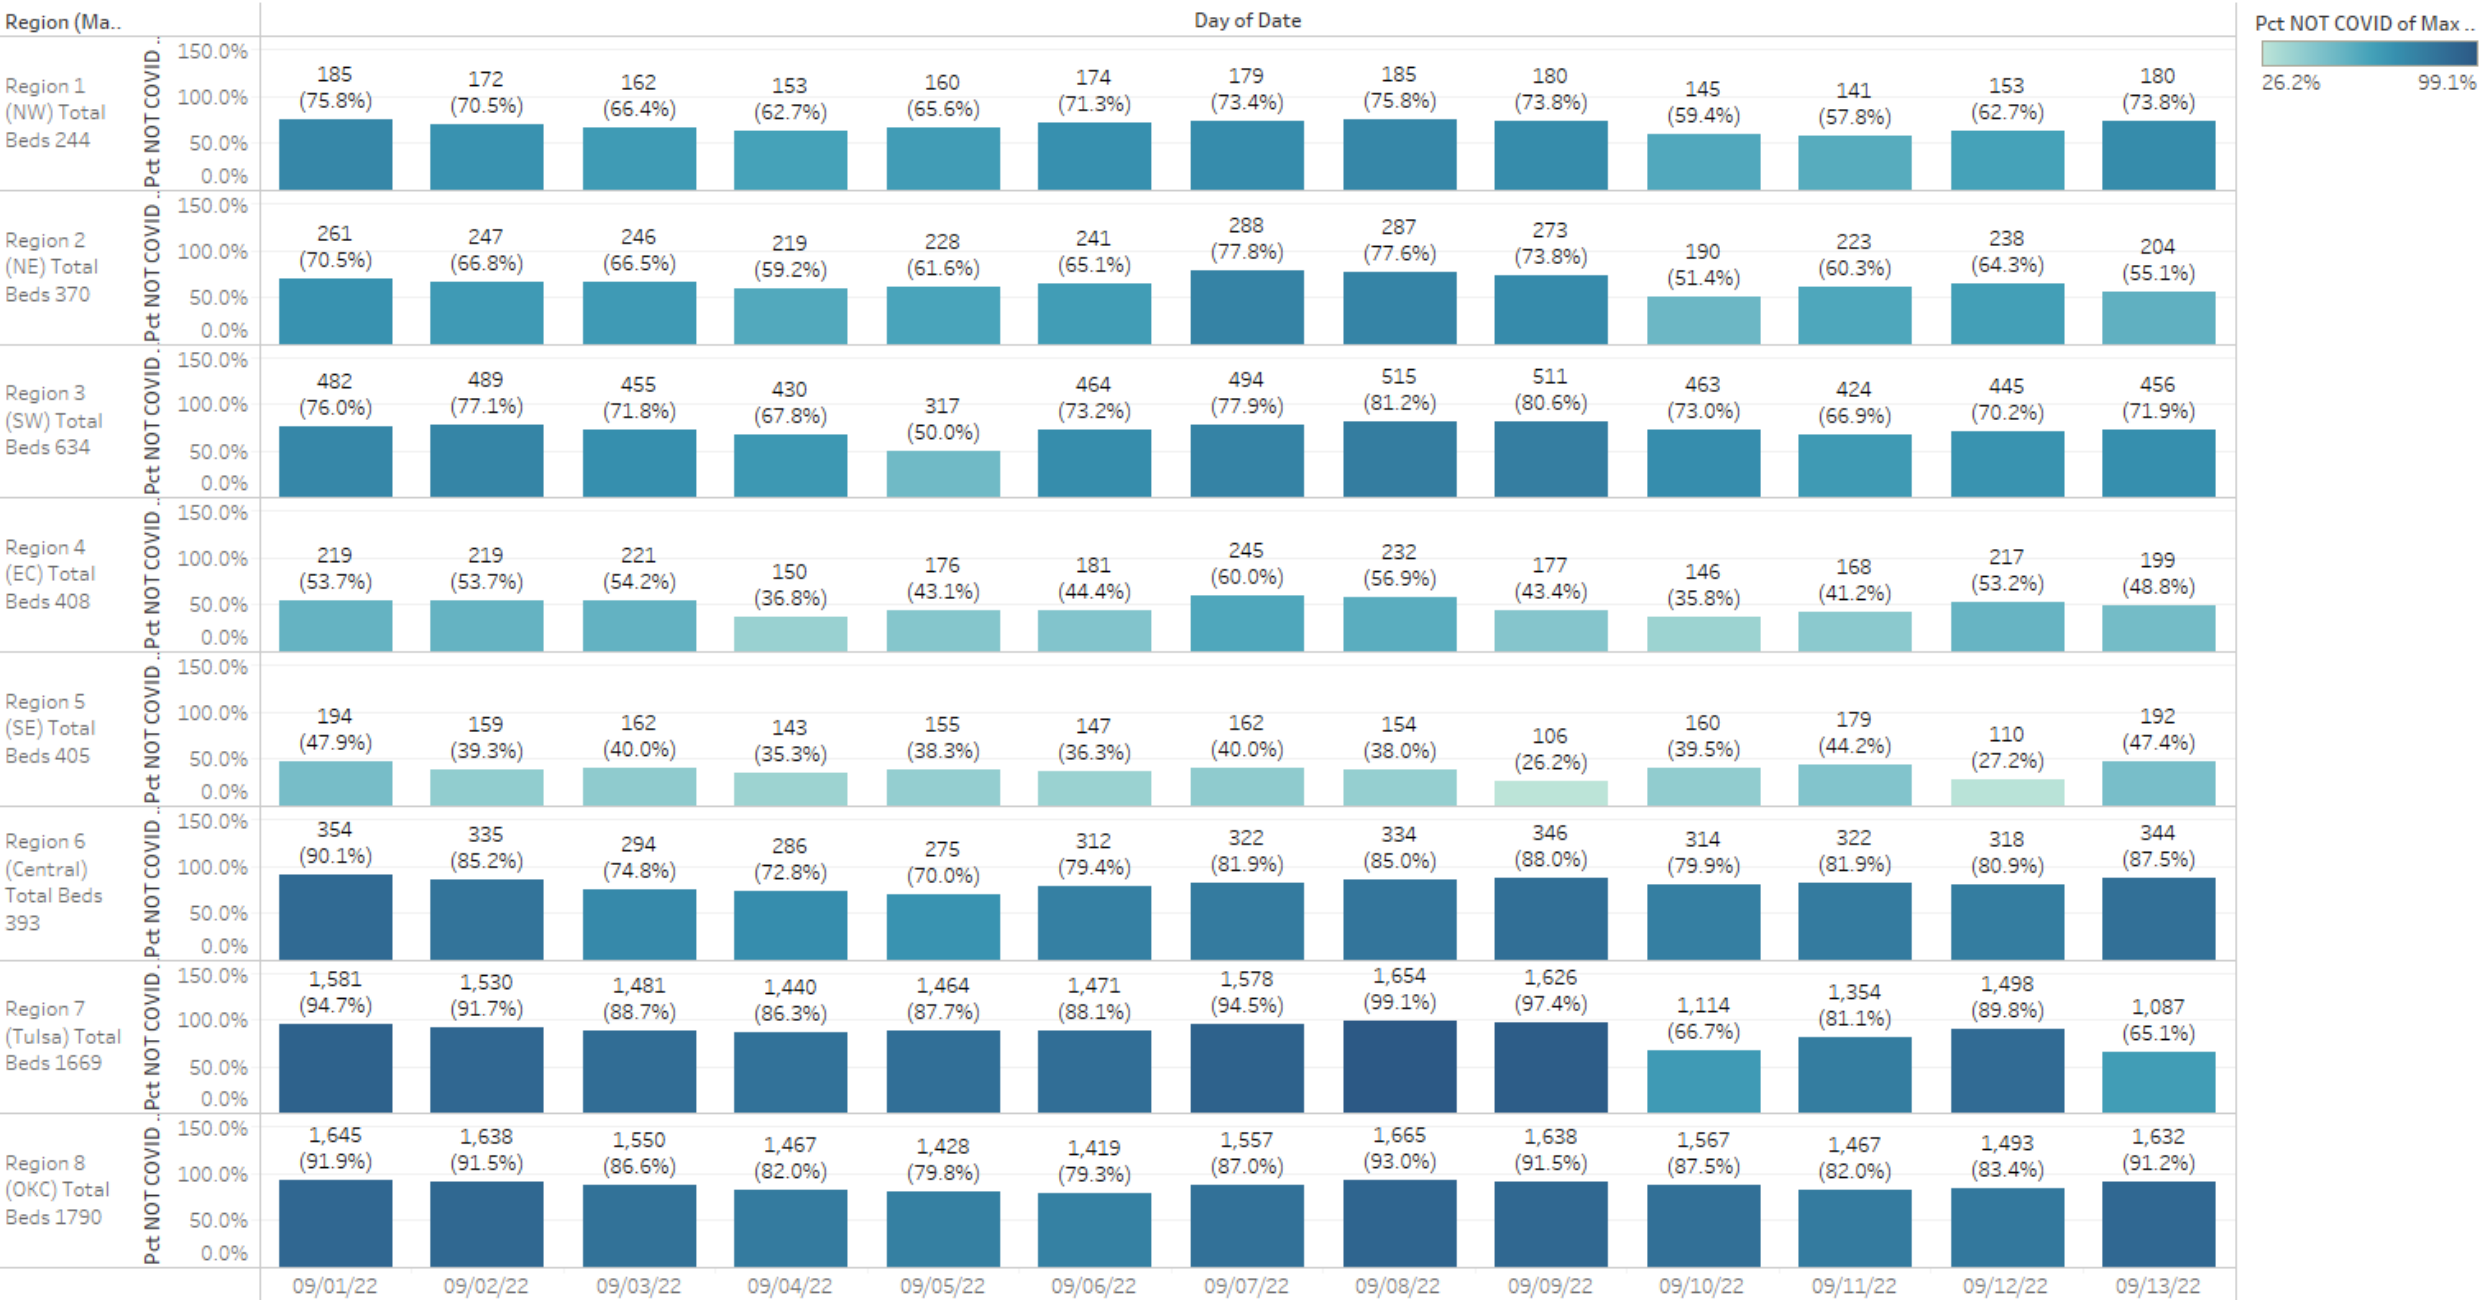 Region (Ma..
Day of Date
Pct NOT COVID of Max ..
26.2% 99.1%
Region 1
(NW) Total
Beds 244
Pct NOT COVID ..
150.0%
100.0%
50.0%
0.0%
185 172 162 153 160 174 179 185 180 145 141 153 180
(75.8%) (70.5%) (66.4%) (62.7%) (65.6%) (71.3%) (73.4%) (75.8%) (73.8%) (59.4%) (57.8%) (62.7%) (73.8%)
Region 2
(NE) Total
Beds 370
Pct NOT COVID ..
150.0%
100.0%
50.0%
0.0%
261 247 246 219 228 241 288 287 273 190 223 238 204
(70.5%) (66.8%) (66.5%) (59.2%) (61.6%) (65.1%) (77.8%) (77.6%) (73.8%) (51.4%) (60.3%) (64.3%) (55.1%)
Region 3
(SW) Total
Beds 634
Pct NOT COVID ..
150.0%
100.0%
50.0%
0.0%
482 489 455 430 317 464 494 515 511 463 424 445 456
(76.0%) (77.1%) (71.8%) (67.8%) (50.0%) (73.2%) (77.9%) (81.2%) (80.6%) (73.0%) (66.9%) (70.2%) (71.9%)
Region 4
(EC) Total
Beds 408
Pct NOT COVID ..
150.0%
100.0%
50.0%
0.0%
219 219 221 150 176 181 245 232 177 146 168 217 199
(53.7%) (53.7%) (54.2%) (36.8%) (43.1%) (44.4%) (60.0%) (56.9%) (43.4%) (35.8%) (41.2%) (53.2%) (48.8%)
Region 5
(SE) Total
Beds 405
Pct NOT COVID ..
150.0%
100.0%
50.0%
0.0%
194 159 162 143 155 147 162 154 106 160 179 110 192
(47.9%) (39.3%) (40.0%) (35.3%) (38.3%) (36.3%) (40.0%) (38.0%) (26.2%) (39.5%) (44.2%) (27.2%) (47.4%)
Region 6
(Central)
Total Beds
393
Pct NOT COVID ..
150.0%
100.0%
50.0%
0.0%
354 335 294 286 275 312 322 334 346 314 322 318 344
(90.1%) (85.2%) (74.8%) (72.8%) (70.0%) (79.4%) (81.9%) (85.0%) (88.0%) (79.9%) (81.9%) (80.9%) (87.5%)
Region 7
(Tulsa) Total
Beds 1669
Pct NOT COVID ..
150.0%
100.0%
50.0%
0.0%
1,581 1,530 1,481 1,440 1,464 1,471 1,578 1,654 1,626 1,114 1,354 1,498 1,087
(94.7%) (91.7%) (88.7%) (86.3%) (87.7%) (88.1%) (94.5%) (99.1%) (97.4%) (66.7%) (81.1%) (89.8%) (65.1%)
Region 8
(OKC) Total
Beds 1790
Pct NOT COVID ..
150.0%
100.0%
50.0%
0.0%
1,645 1,638 1,550 1,467 1,428 1,419 1,557 1,665 1,638 1,567 1,467 1,493 1,632
(91.9%) (91.5%) (86.6%) (82.0%) (79.8%) (79.3%) (87.0%) (93.0%) (91.5%) (87.5%) (82.0%) (83.4%) (91.2%)
09/01/22 09/02/22 09/03/22 09/04/22 09/05/22 09/06/22 09/07/22 09/08/22 09/09/22 09/10/22 09/11/22 09/12/22 09/13/22